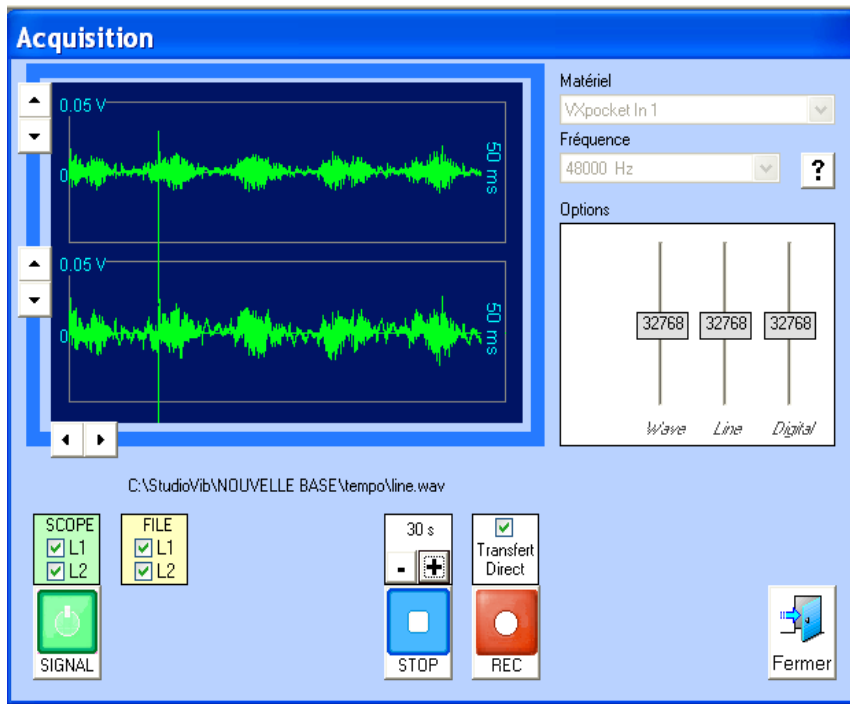 Acquisition
0.05 V
0
50 ms
0.05 V
0
50 ms
Matériel
VXpocket In 1
Fréquence
48000 Hz
?
Options
32768 32768 32768
Wave Line Digital
C:\StudioVib\NOUVELLE BASE\tempo\line.wav
SCOPE
L1
L2
FILE
L1
L2
30 s
- +
Transfert
Direct
SIGNAL
STOP
REC
Fermer